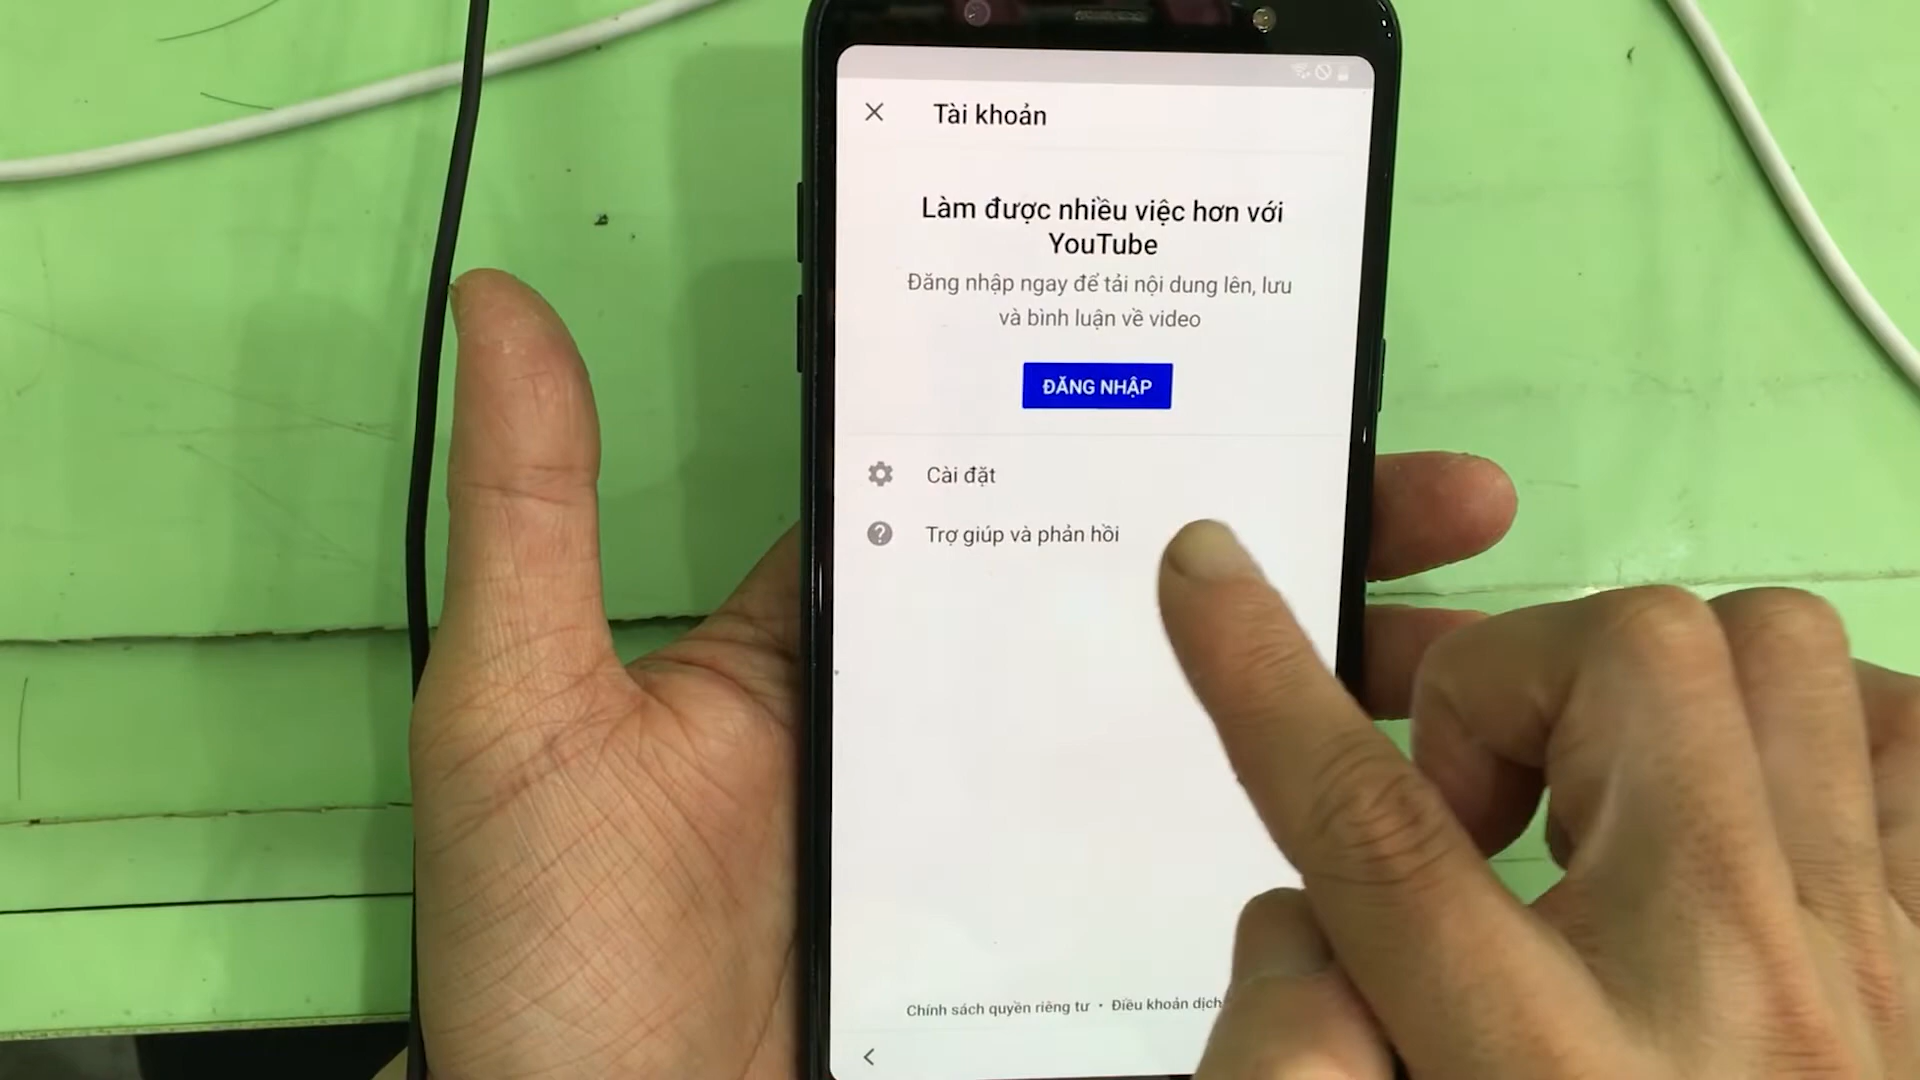 Tài khoản
Làm được nhiều việc hơn với
YouTube
Đăng nhập ngay để tải nội dung lên, lưu
và bình luận về video
ĐĂNG NHẬP
Cài đặt
Trợ giúp và phản hồi
Chính sách quyền riêng tư • Điều khoản dịch